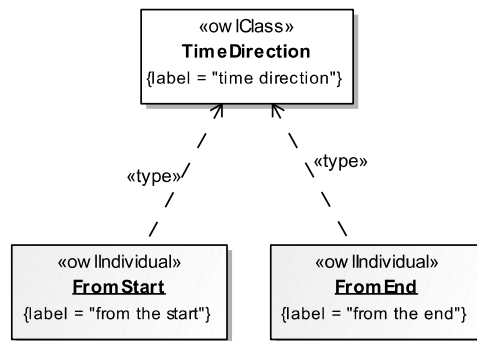 «owlClass»
TimeDirection
{label = "time direction"}
«type»
«type»
«owlIndividual»
FromStart
{label = "from the start"}
«owlIndividual»
FromEnd
{label = "from the end"}